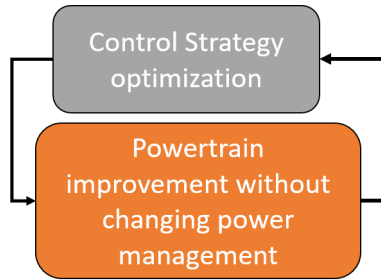 Control Strategy
optimization
Powertrain
improvement without
changing power
management